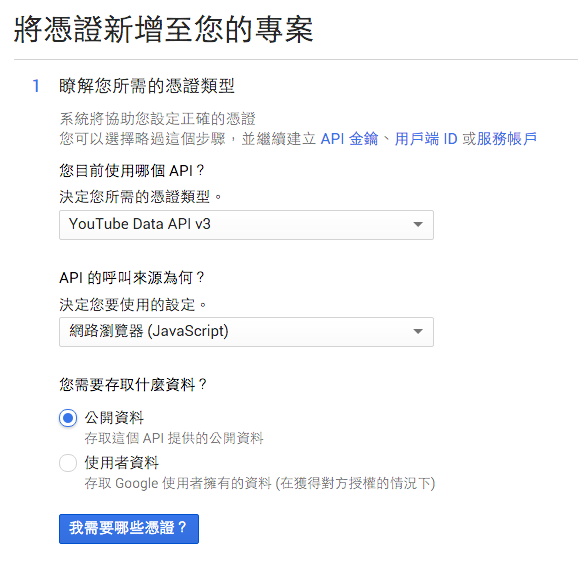 將憑證新增至您的專案
1 瞭解您所需的憑證類型
系統將協助您設定正確的憑證
您可以選擇略過這個步驟，並繼續建立 API 金鑰、用戶端 ID 或服務帳戶
您目前使用哪個 API？
決定您所需的憑證類型。
YouTube Data API v3
API 的呼叫來源為何？
決定您要使用的設定。
網路瀏覽器 (JavaScript)
您需要存取什麼資料？
公開資料
存取這個 API 提供的公開資料
使用者資料
存取 Google 使用者擁有的資料 (在獲得對方授權的情況下)
我需要哪些憑證？